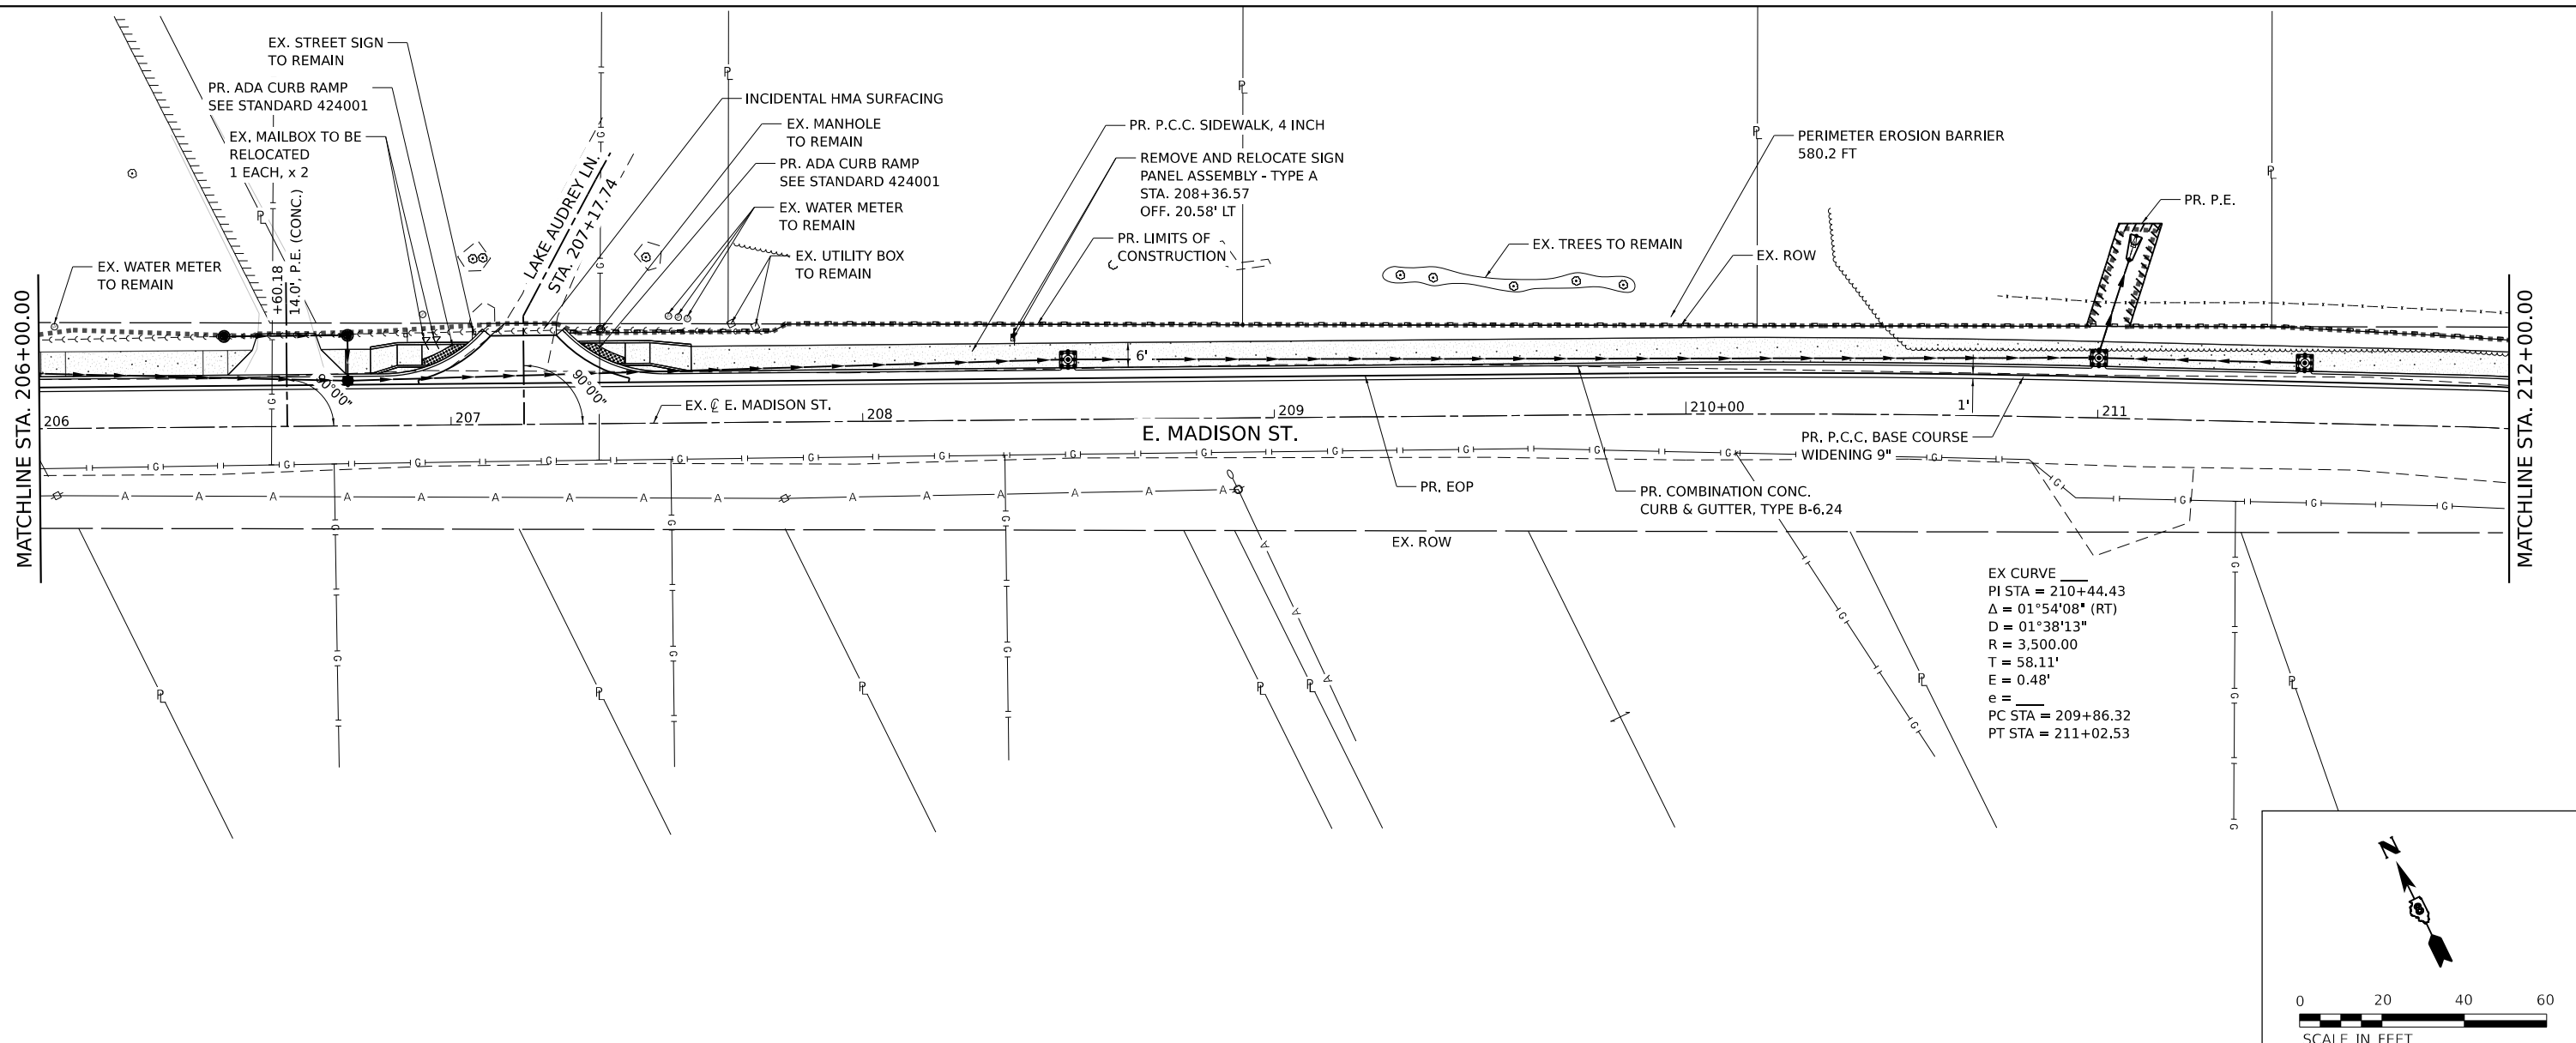 EX. STREET SIGN
TO REMAIN
PR. ADA CURB RAMP
SEE STANDARD 424001
EX. MAILBOX TO BE
RELOCATED
1 EACH, x 2
EX. WATER METER
TO REMAIN
+60.18
14.0', P.E. (CONC.)
LAKE AUDREY LN.
STA. 207+17.74
INCIDENTAL HMA SURFACING
EX. MANHOLE
TO REMAIN
PR. ADA CURB RAMP
SEE STANDARD 424001
EX. WATER METER
TO REMAIN
EX. UTILITY BOX
TO REMAIN
PR. P.C.C. SIDEWALK, 4 INCH
REMOVE AND RELOCATE SIGN
PANEL ASSEMBLY - TYPE A
STA. 208+36.57
OFF. 20.58' LT
PR. LIMITS OF
CONSTRUCTION
EX. TREES TO REMAIN
PERIMETER EROSION BARRIER
580.2 FT
EX. ROW
PR. P.E.
MATCHLINE STA. 206+00.00
MATCHLINE STA. 212+00.00
90°0'0"
90°0'0"
6'
1'
EX. ℄ E. MADISON ST.
206
207
208
209
210+00
211
E. MADISON ST.
PR. P.C.C. BASE COURSE
WIDENING 9"
PR. EOP
PR. COMBINATION CONC.
CURB & GUTTER, TYPE B-6.24
EX. ROW
EX CURVE ___
PI STA = 210+44.43
Δ = 01°54'08" (RT)
D = 01°38'13"
R = 3,500.00
T = 58.11'
E = 0.48'
e = ___
PC STA = 209+86.32
PT STA = 211+02.53
N
0 20 40 60
SCALE IN FEET